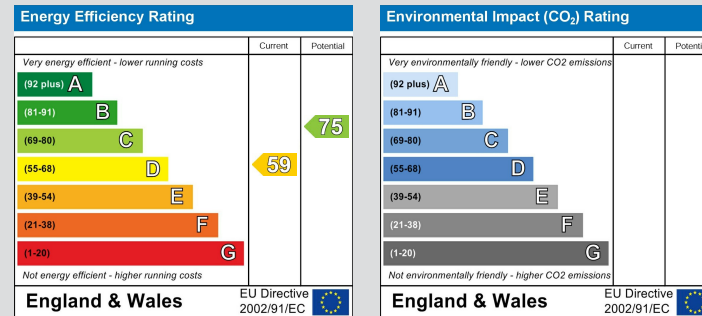 Energy Efficiency Rating
Current Potential
Very energy efficient - lower running costs
(92 plus) A
(81-91) B
(69-80) C
75
(55-68) D
59
(39-54) E
(21-38) F
(1-20) G
Not energy efficient - higher running costs
England & Wales
EU Directive
2002/91/EC
Environmental Impact (CO₂) Rating
Current Potenti
Very environmentally friendly - lower CO2 emissions
(92 plus) A
(81-91) B
(69-80) C
(55-68) D
(39-54) E
(21-38) F
(1-20) G
Not environmentally friendly - higher CO2 emissions
England & Wales
EU Directive
2002/91/EC